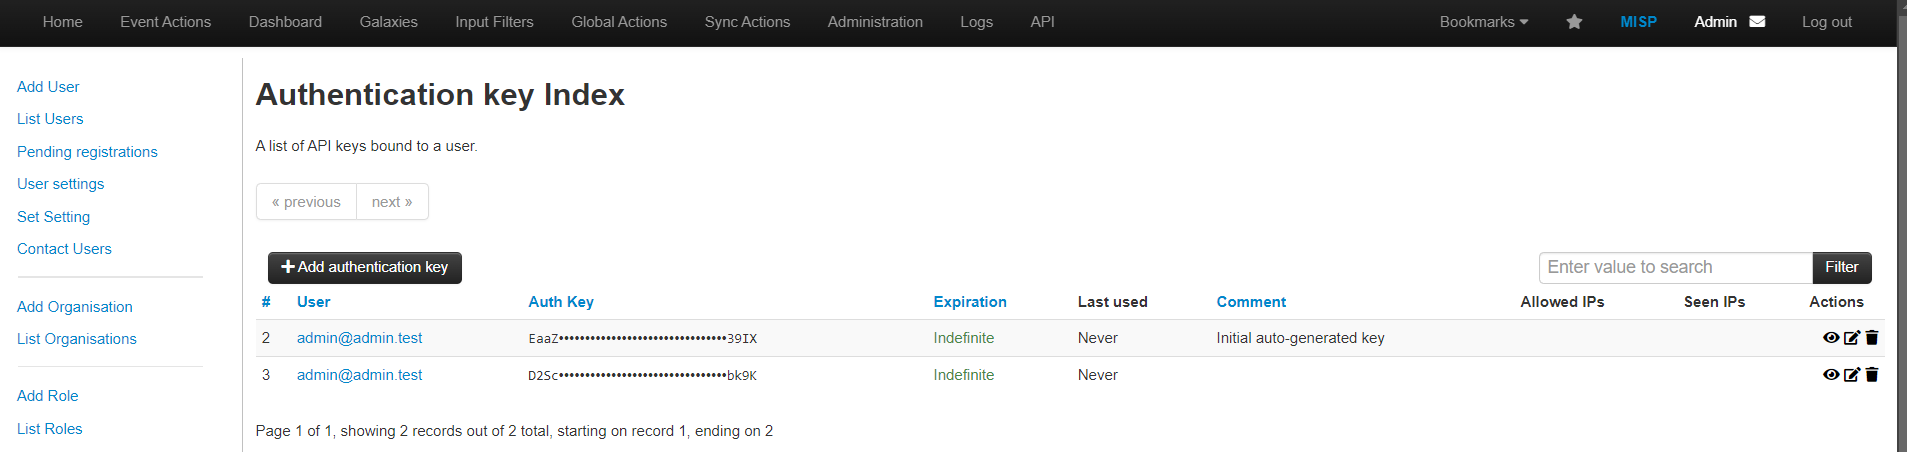 Home Event Actions Dashboard Galaxies Input Filters Global Actions Sync Actions Administration Logs API Bookmarks MISP Admin Log out
Add User
List Users
Pending registrations
User settings
Set Setting
Contact Users
Add Organisation
List Organisations
Add Role
List Roles
Authentication key Index
A list of API keys bound to a user.
« previous next »
Add authentication key
Enter value to search Filter
# User Auth Key Expiration Last used Comment Allowed IPs Seen IPs Actions
2 admin@admin.test EaaZ••••••••••••••••••••••••••••••••39IX Indefinite Never Initial auto-generated key
3 admin@admin.test D2Sc••••••••••••••••••••••••••••••••bk9K Indefinite Never
Page 1 of 1, showing 2 records out of 2 total, starting on record 1, ending on 2